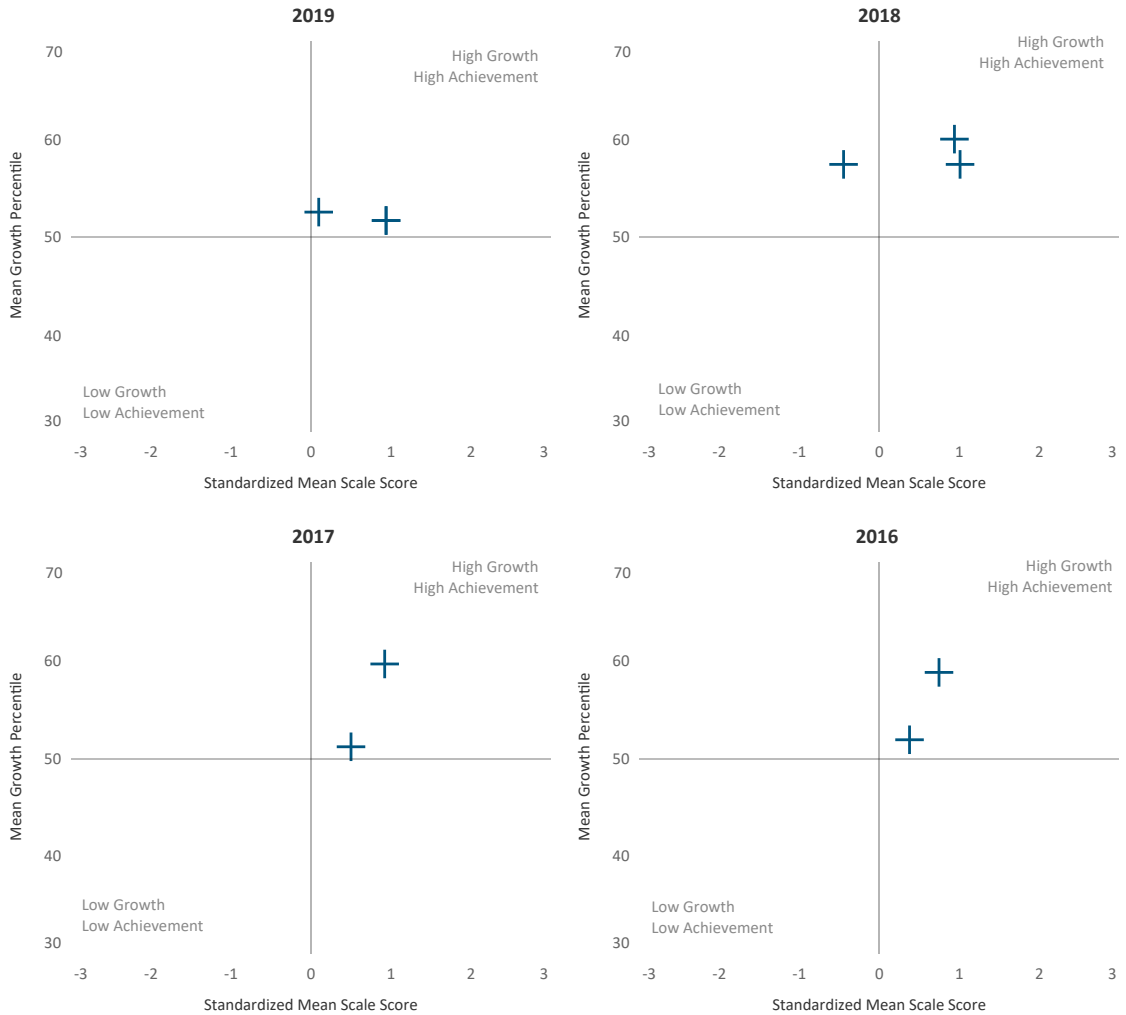 2019
70
60
50
40
30
Mean Growth Percentile
High Growth
High Achievement
Low Growth
Low Achievement
-3 -2 -1 0 1 2 3
Standardized Mean Scale Score
2018
70
60
50
40
30
Mean Growth Percentile
High Growth
High Achievement
Low Growth
Low Achievement
-3 -2 -1 0 1 2 3
Standardized Mean Scale Score
2017
70
60
50
40
30
Mean Growth Percentile
High Growth
High Achievement
Low Growth
Low Achievement
-3 -2 -1 0 1 2 3
Standardized Mean Scale Score
2016
70
60
50
40
30
Mean Growth Percentile
High Growth
High Achievement
Low Growth
Low Achievement
-3 -2 -1 0 1 2 3
Standardized Mean Scale Score